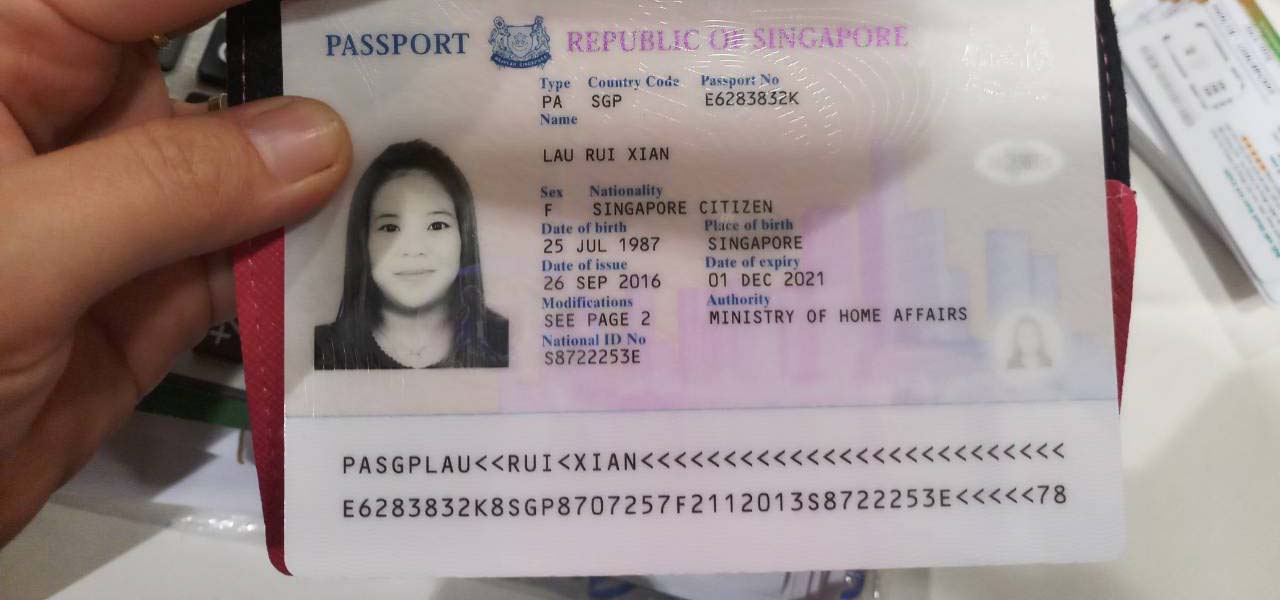 PASSPORT REPUBLIC OF SINGAPORE
Type Country Code Passport No
PA SGP E6283832K
Name
LAU RUI XIAN
Sex Nationality
F SINGAPORE CITIZEN
Date of birth Place of birth
25 JUL 1987 SINGAPORE
Date of issue Date of expiry
26 SEP 2016 01 DEC 2021
Modifications Authority
SEE PAGE 2 MINISTRY OF HOME AFFAIRS
National ID No
S8722253E
PASGPLAU<<RUI<XIAN<<<<<<<<<<<<<<<<<<<<<<<<<<
E6283832K8SGP8707257F2112013S8722253E<<<<<78